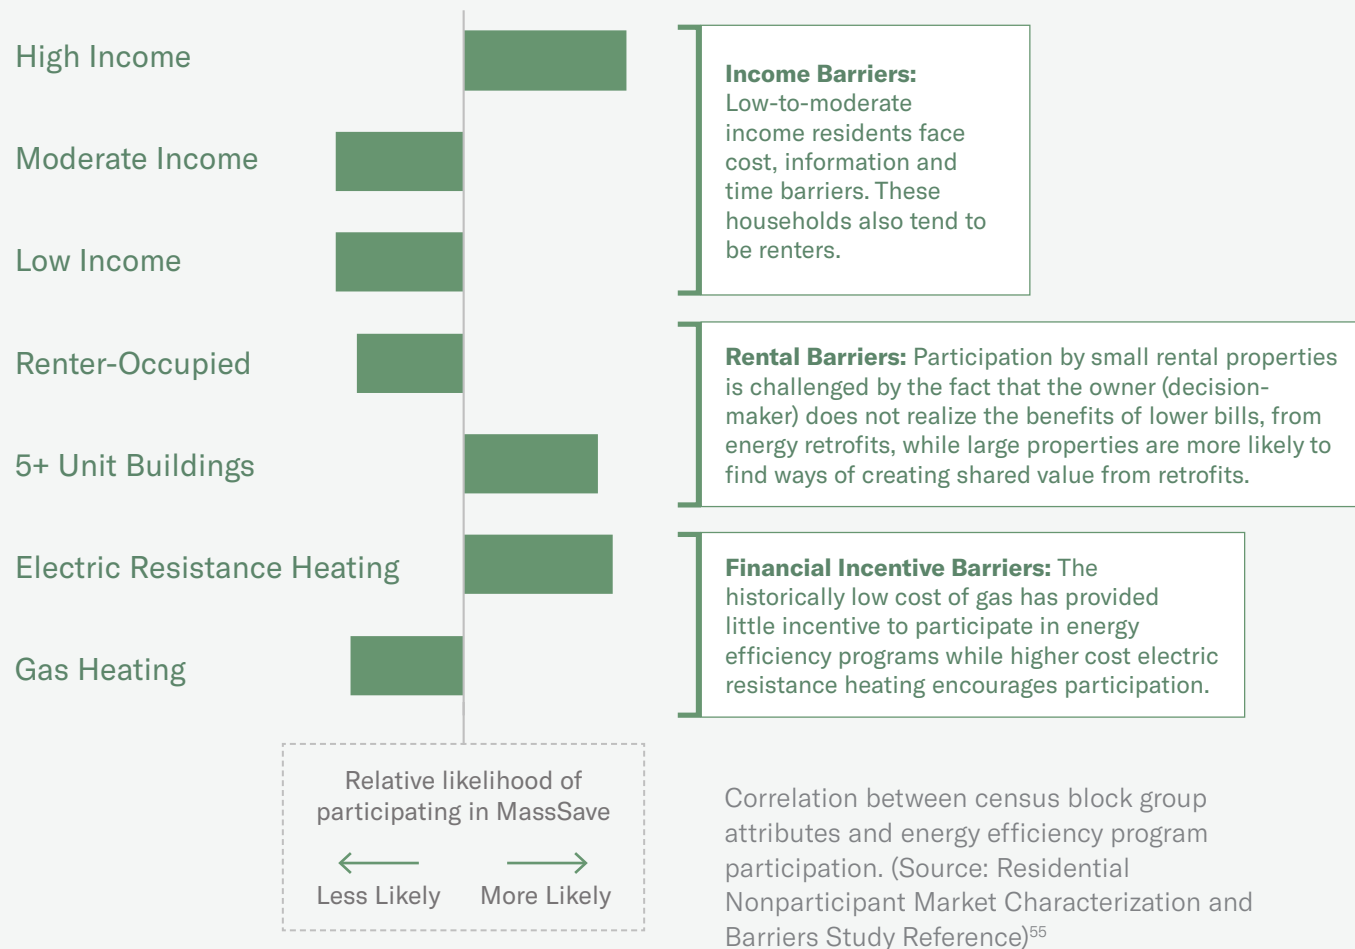 High Income
Moderate Income
Low Income
Renter-Occupied
5+ Unit Buildings
Electric Resistance Heating
Gas Heating
Income Barriers:
Low-to-moderate
income residents face
cost, information and
time barriers. These
households also tend to
be renters.
Rental Barriers: Participation by small rental properties
is challenged by the fact that the owner (decision-
maker) does not realize the benefits of lower bills, from
energy retrofits, while large properties are more likely to
find ways of creating shared value from retrofits.
Financial Incentive Barriers: The
historically low cost of gas has provided
little incentive to participate in energy
efficiency programs while higher cost electric
resistance heating encourages participation.
Relative likelihood of
participating in MassSave
Less Likely More Likely
Correlation between census block group
attributes and energy efficiency program
participation. (Source: Residential
Nonparticipant Market Characterization and
Barriers Study Reference)55